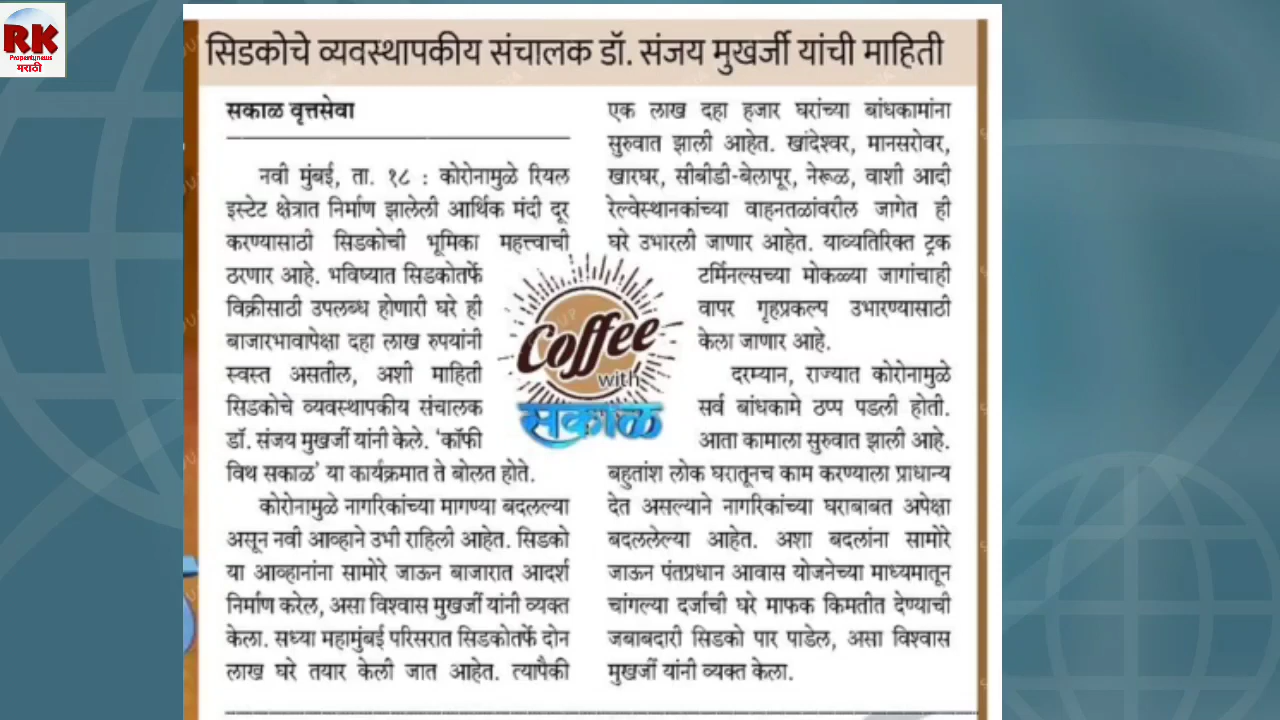 RK
Propertynews
मराठी
सिडकोचे व्यवस्थापकीय संचालक डॉ. संजय मुखर्जी यांची माहिती
सकाळ वृत्तसेवा
नवी मुंबई, ता. १८ : कोरोनामुळे रियल
इस्टेट क्षेत्रात निर्माण झालेली आर्थिक मंदी दूर
करण्यासाठी सिडकोची भूमिका महत्त्वाची
ठरणार आहे. भविष्यात सिडकोतर्फे
विक्रीसाठी उपलब्ध होणारी घरे ही
बाजारभावापेक्षा दहा लाख रुपयांनी
स्वस्त असतील, अशी माहिती
सिडकोचे व्यवस्थापकीय संचालक
डॉ. संजय मुखर्जी यांनी केले. 'कॉफी
विथ सकाळ' या कार्यक्रमात ते बोलत होते.
कोरोनामुळे नागरिकांच्या मागण्या बदलल्या
असून नवी आव्हाने उभी राहिली आहेत. सिडको
या आव्हानांना सामोरे जाऊन बाजारात आदर्श
निर्माण करेल, असा विश्वास मुखर्जी यांनी व्यक्त
केला. सध्या महामुंबई परिसरात सिडकोतर्फे दोन
लाख घरे तयार केली जात आहेत. त्यापैकी
Coffee
with
सकाळ
एक लाख दहा हजार घरांच्या बांधकामांना
सुरुवात झाली आहेत. खांदेश्वर, मानसरोवर,
खारघर, सीबीडी-बेलापूर, नेरूळ, वाशी आदी
रेल्वेस्थानकांच्या वाहनतळांवरील जागेत ही
घरे उभारली जाणार आहेत. याव्यतिरिक्त ट्रक
टर्मिनल्सच्या मोकळ्या जागांचाही
वापर गृहप्रकल्प उभारण्यासाठी
केला जाणार आहे.
दरम्यान, राज्यात कोरोनामुळे
सर्व बांधकामे ठप्प पडली होती.
आता कामाला सुरुवात झाली आहे.
बहुतांश लोक घरातूनच काम करण्याला प्राधान्य
देत असल्याने नागरिकांच्या घराबाबत अपेक्षा
बदललेल्या आहेत. अशा बदलांना सामोरे
जाऊन पंतप्रधान आवास योजनेच्या माध्यमातून
चांगल्या दर्जाची घरे माफक किमतीत देण्याची
जबाबदारी सिडको पार पाडेल, असा विश्वास
मुखर्जी यांनी व्यक्त केला.